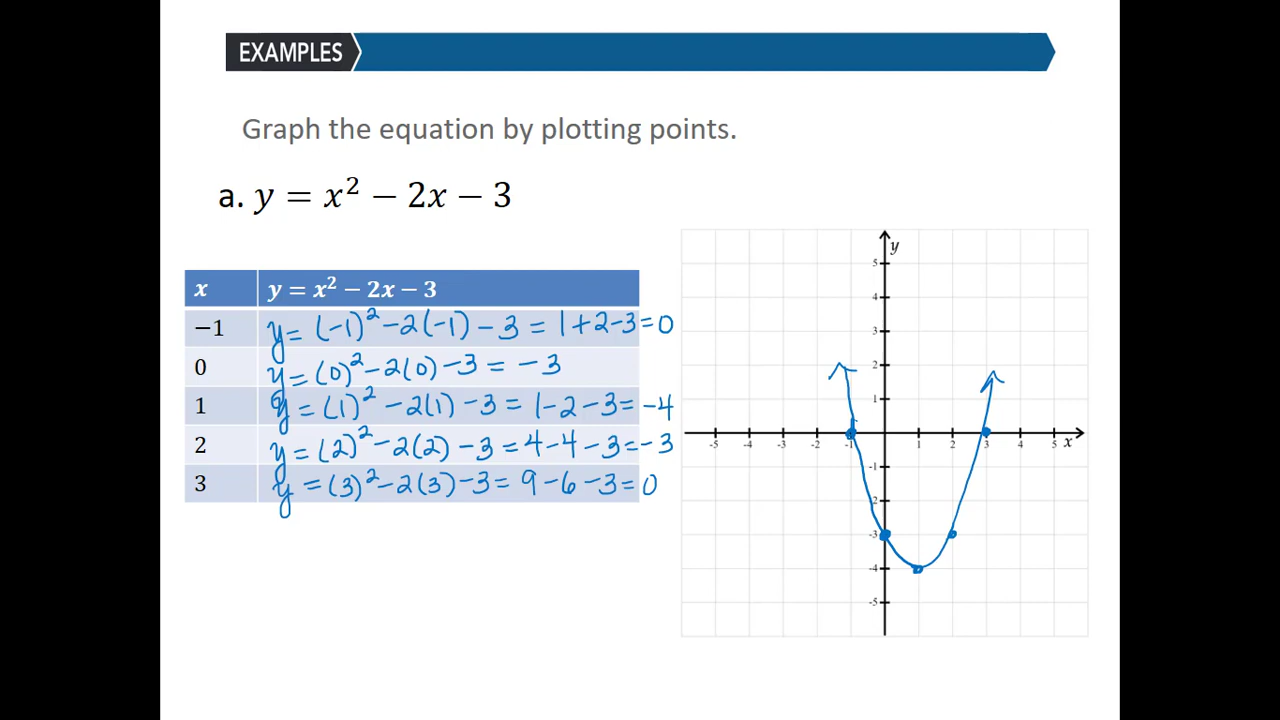 EXAMPLES
Graph the equation by plotting points.
a. y = x² − 2x − 3
x y = x² − 2x − 3
−1 y = (-1)² - 2(-1) - 3 = 1 + 2 - 3 = 0
0 y = (0)² - 2(0) - 3 = -3
1 y = (1)² - 2(1) - 3 = 1 - 2 - 3 = -4
2 y = (2)² - 2(2) - 3 = 4 - 4 - 3 = -3
3 y = (3)² - 2(3) - 3 = 9 - 6 - 3 = 0
y
5
4
3
2
1
-5 -4 -3 -2 -1 1 2 3 4 5 x
-1
-2
-3
-4
-5